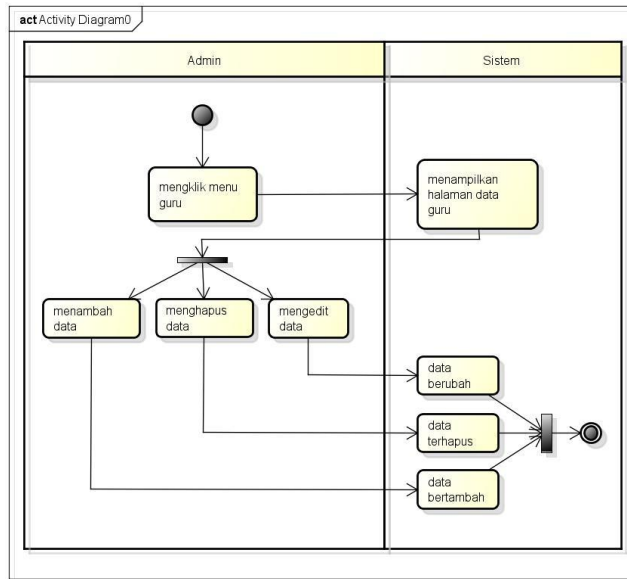 act Activity Diagram0
Admin
Sistem
mengklik menu
guru
menampilkan
halaman data
guru
menambah
data
menghapus
data
mengedit
data
data
berubah
data
terhapus
data
bertambah